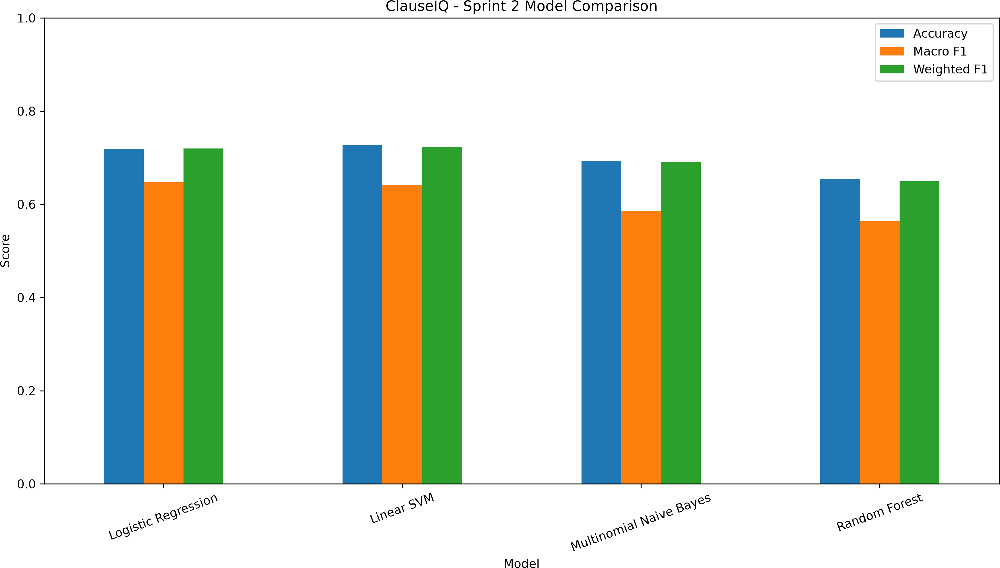 ClauseIQ - Sprint 2 Model Comparison
1.0
0.8
0.6
0.4
0.2
0.0
Score
Accuracy
Macro F1
Weighted F1
Logistic Regression
Linear SVM
Multinomial Naive Bayes
Random Forest
Model